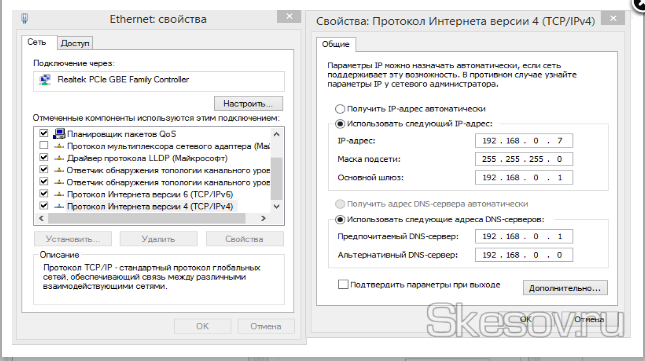 Ethernet: свойства
Сеть
Доступ
Подключение через:
Realtek PCIe GBE Family Controller
Настроить...
Отмеченные компоненты используются этим подключением:
Планировщик пакетов QoS
Протокол мультиплексора сетевого адаптера (Май
Драйвер протокола LLDP (Майкрософт)
Ответчик обнаружения топологии канального уров
Ответчик обнаружения топологии канального уров
Протокол Интернета версии 6 (TCP/IPv6)
Протокол Интернета версии 4 (TCP/IPv4)
Установить...
Удалить
Свойства
Описание
Протокол TCP/IP - стандартный протокол глобальных
сетей, обеспечивающий связь между различными
взаимодействующими сетями.
OK
Отмена
Свойства: Протокол Интернета версии 4 (TCP/IPv4)
Общие
Параметры IP можно назначать автоматически, если сеть
поддерживает эту возможность. В противном случае узнайте
параметры IP у сетевого администратора.
Получить IP-адрес автоматически
Использовать следующий IP-адрес:
IP-адрес: 192 . 168 . 0 . 7
Маска подсети: 255 . 255 . 255 . 0
Основной шлюз: 192 . 168 . 0 . 1
Получить адрес DNS-сервера автоматически
Использовать следующие адреса DNS-серверов:
Предпочитаемый DNS-сервер: 192 . 168 . 0 . 1
Альтернативный DNS-сервер: 192 . 168 . 0 . 0
Подтвердить параметры при выходе
Дополнительно...
OK
Отмена
Skesov.ru